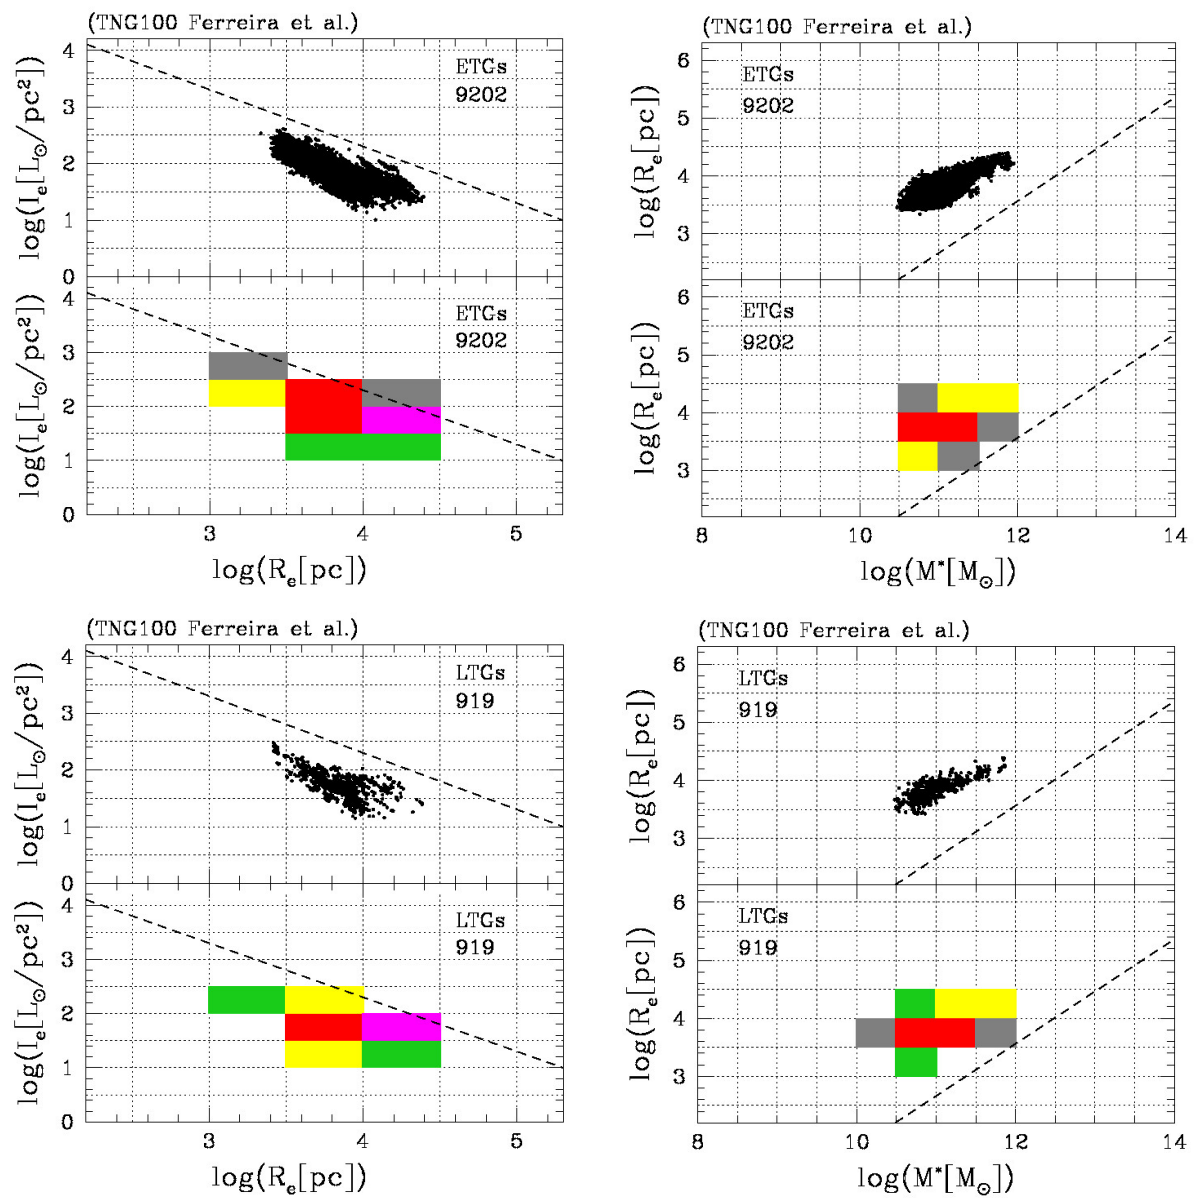 (TNG100 Ferreira et al.)
log(I_e[L_⊙/pc²])
4
3
2
1
0
ETGs
9202
log(I_e[L_⊙/pc²])
4
3
2
1
0
ETGs
9202
3
4
5
log(R_e[pc])
(TNG100 Ferreira et al.)
log(R_e[pc])
6
5
4
3
ETGs
9202
log(R_e[pc])
6
5
4
3
ETGs
9202
8
10
12
14
log(M*[M_⊙])
(TNG100 Ferreira et al.)
log(I_e[L_⊙/pc²])
4
3
2
1
0
LTGs
919
log(I_e[L_⊙/pc²])
4
3
2
1
0
LTGs
919
3
4
5
log(R_e[pc])
(TNG100 Ferreira et al.)
log(R_e[pc])
6
5
4
3
LTGs
919
log(R_e[pc])
6
5
4
3
LTGs
919
8
10
12
14
log(M*[M_⊙])